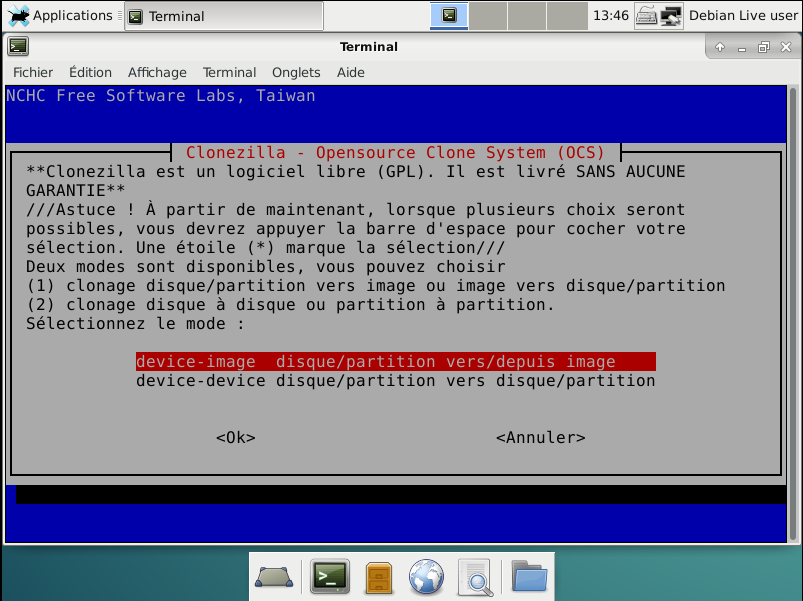 Applications
Terminal
13:46
Debian Live user
Terminal
Fichier Édition Affichage Terminal Onglets Aide
NCHC Free Software Labs, Taiwan
Clonezilla - Opensource Clone System (OCS)
**Clonezilla est un logiciel libre (GPL). Il est livré SANS AUCUNE
GARANTIE**
///Astuce ! À partir de maintenant, lorsque plusieurs choix seront
possibles, vous devrez appuyer la barre d'espace pour cocher votre
sélection. Une étoile (*) marque la sélection///
Deux modes sont disponibles, vous pouvez choisir
(1) clonage disque/partition vers image ou image vers disque/partition
(2) clonage disque à disque ou partition à partition.
Sélectionnez le mode :
device-image disque/partition vers/depuis image
device-device disque/partition vers disque/partition
<Ok> <Annuler>